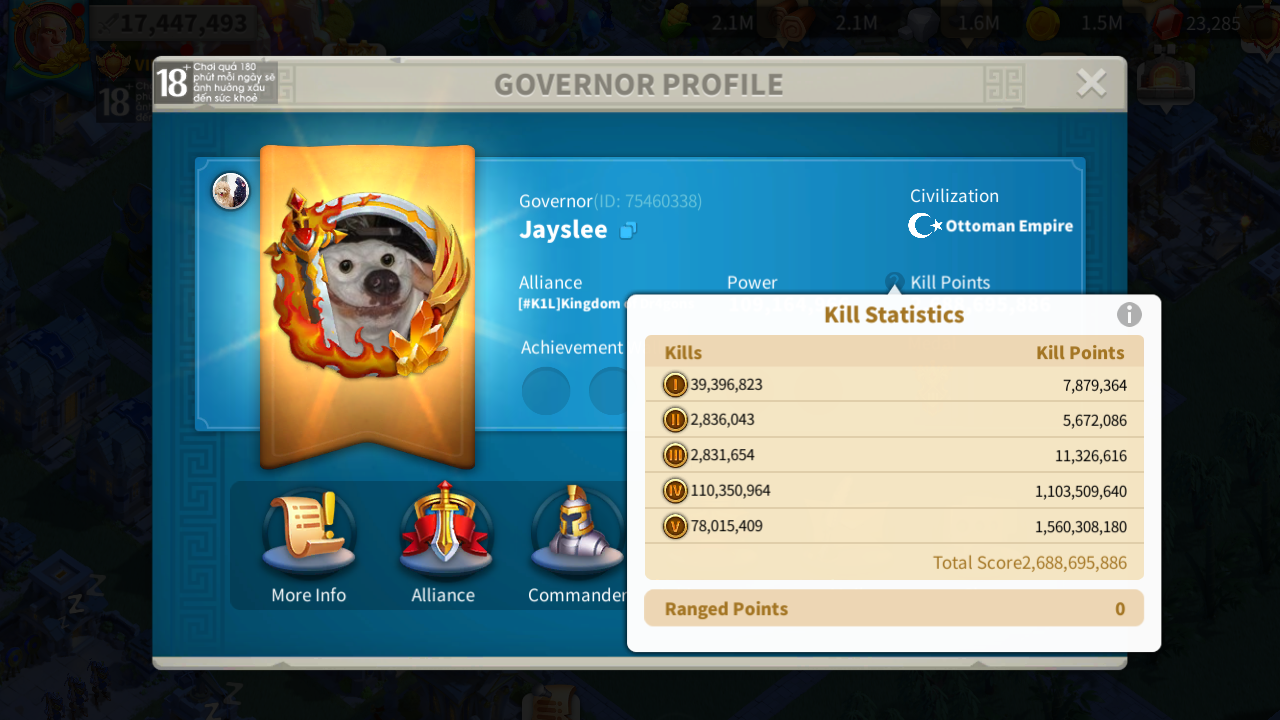 17,447,493
2.1M
2.1M
1.6M
1.5M
23,285
18+
Chơi quá 180
phút mỗi ngày sẽ
ảnh hưởng xấu
đến sức khoẻ
GOVERNOR PROFILE
18
Governor(ID: 75460338)
Jayslee
Civilization
Ottoman Empire
Alliance
[#K1L]Kingdom
Power
Kill Points
Achievement
Kill Statistics
Kills
Kill Points
I 39,396,823
7,879,364
II 2,836,043
5,672,086
III 2,831,654
11,326,616
IV 110,350,964
1,103,509,640
V 78,015,409
1,560,308,180
Total Score2,688,695,886
Ranged Points
0
More Info
Alliance
Commander